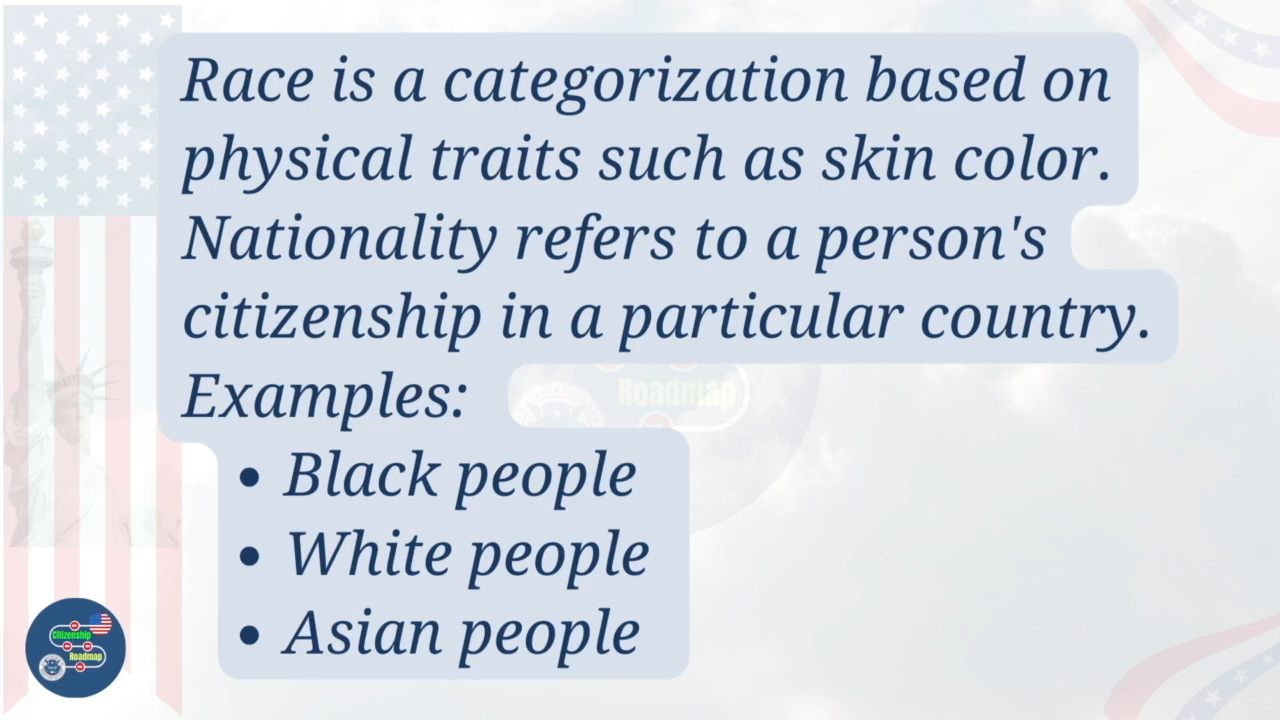 Race is a categorization based on
physical traits such as skin color.
Nationality refers to a person's
citizenship in a particular country.
Examples:
Roadmap
• Black people
• White people
• Asian people
Citizenship
Roadmap